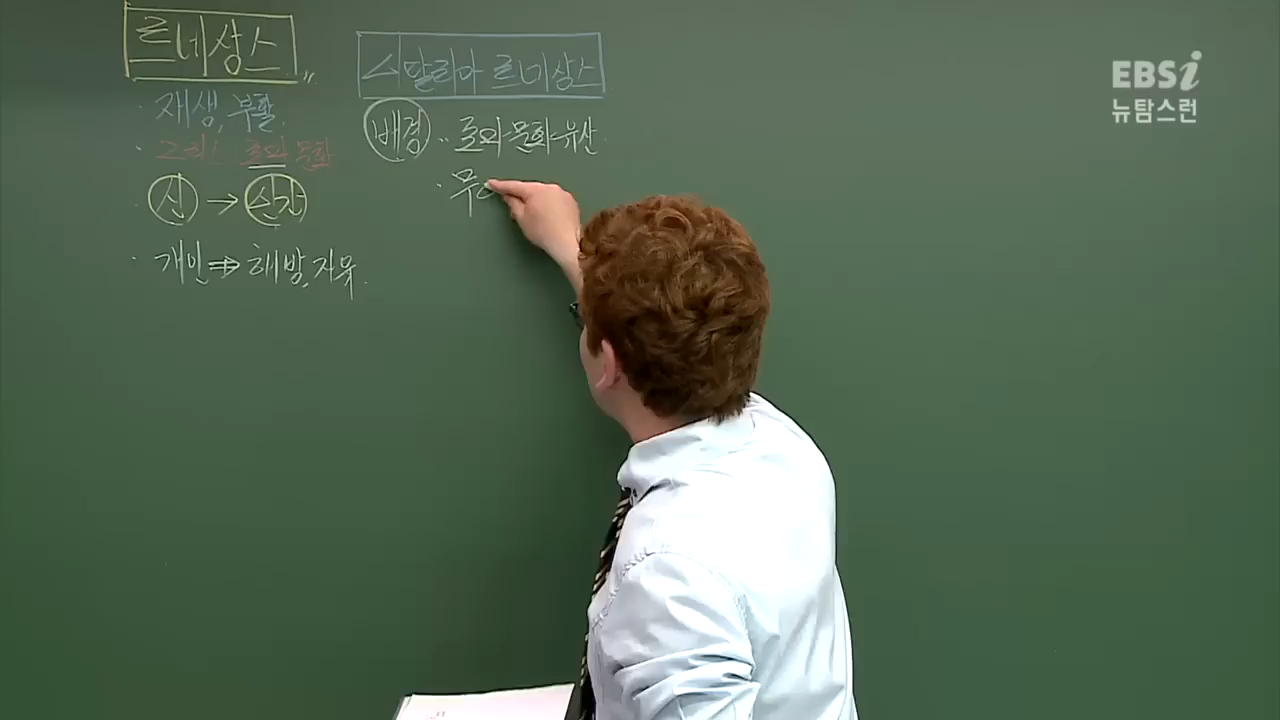 르네상스
재생, 부활.
그리스 로마 문화
신 → 인간
개인 ⇒ 해방, 자유.
이탈리아 르네상스
배경 · 로마 문화유산
· 무
EBSi
뉴탐스런